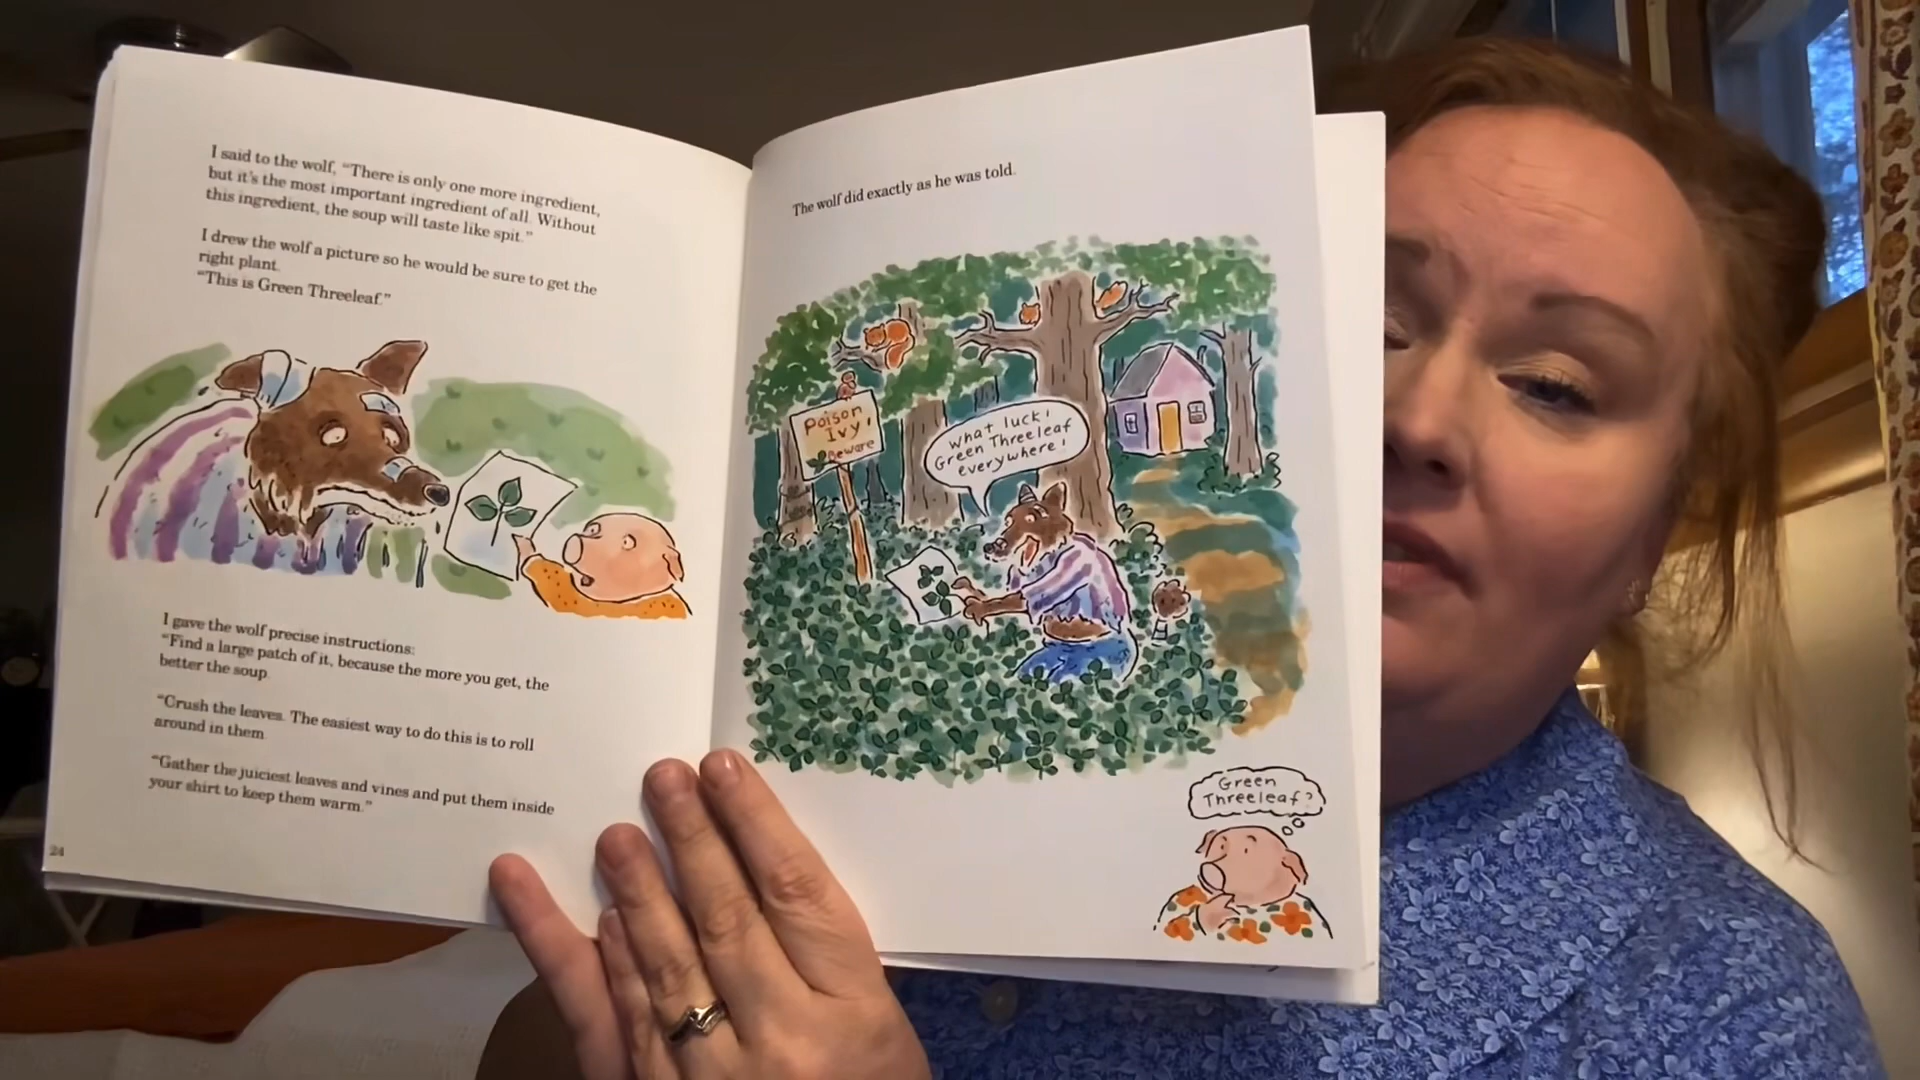 I said to the wolf, "There is only one more ingredient,
but it's the most important ingredient of all. Without
this ingredient, the soup will taste like spit."
I drew the wolf a picture so he would be sure to get the
right plant.
"This is Green Threeleaf."
I gave the wolf precise instructions:
"Find a large patch of it, because the more you get, the
better the soup.
"Crush the leaves. The easiest way to do this is to roll
around in them.
"Gather the juiciest leaves and vines and put them inside
your shirt to keep them warm."
24
The wolf did exactly as he was told.
Poison
Ivy!
Beware
What luck!
Green Threeleaf
everywhere!
Green
Threeleaf?